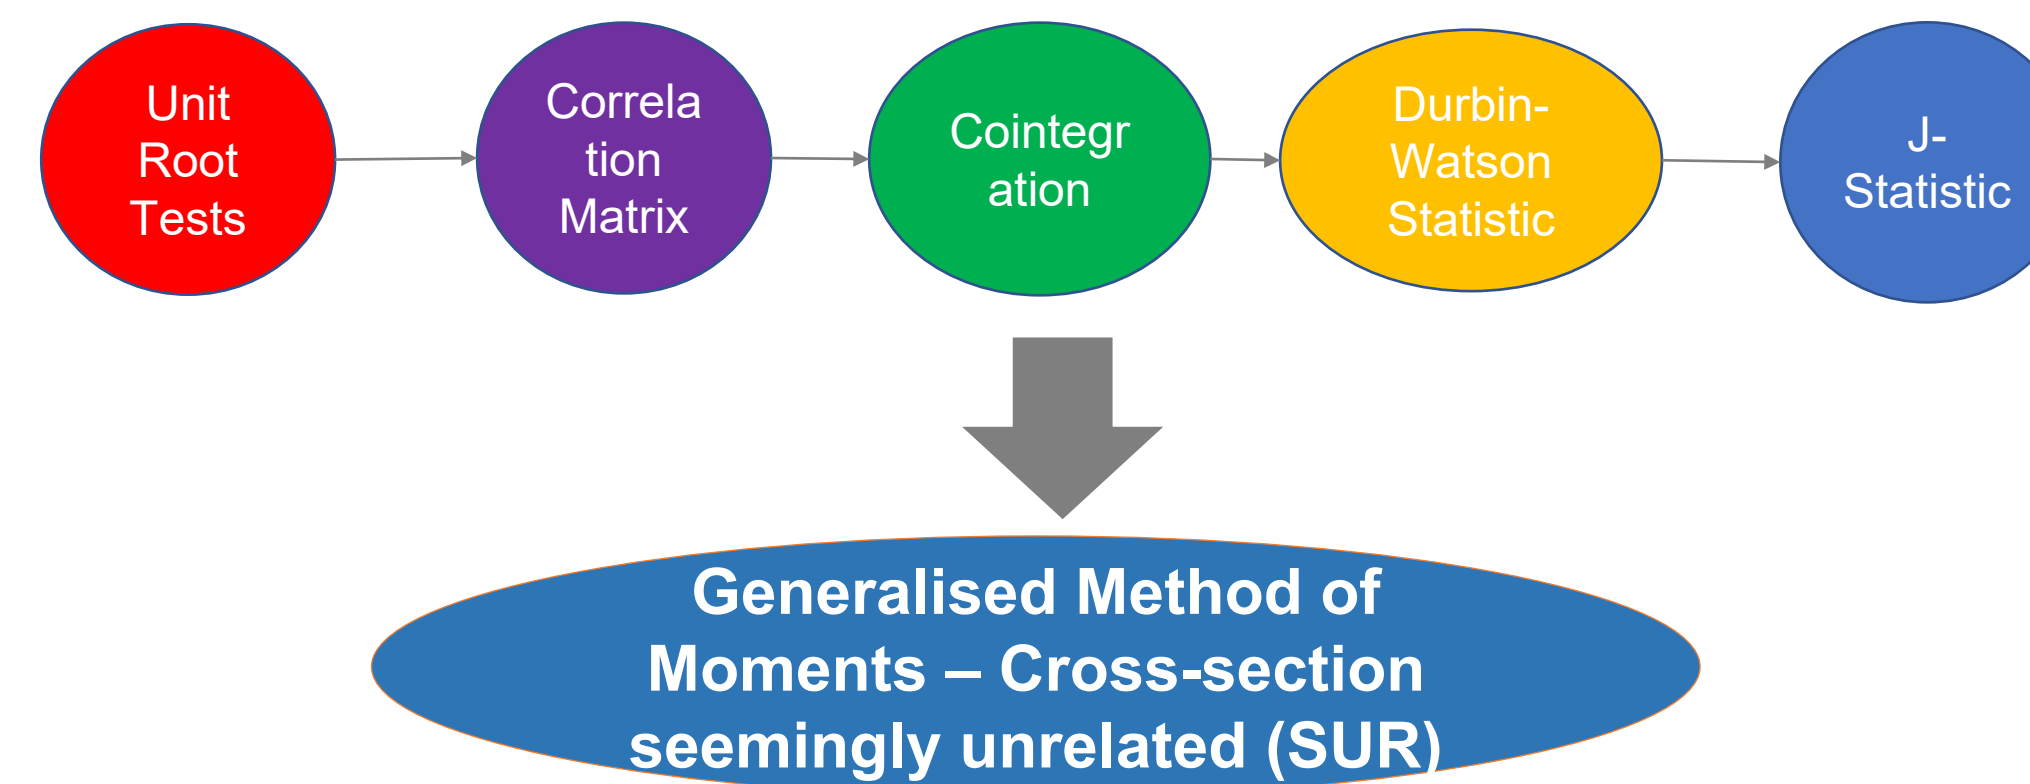 Unit
Root
Tests
Correla
tion
Matrix
Cointegr
ation
Durbin-
Watson
Statistic
J-
Statistic
Generalised Method of
Moments – Cross-section
seemingly unrelated (SUR)